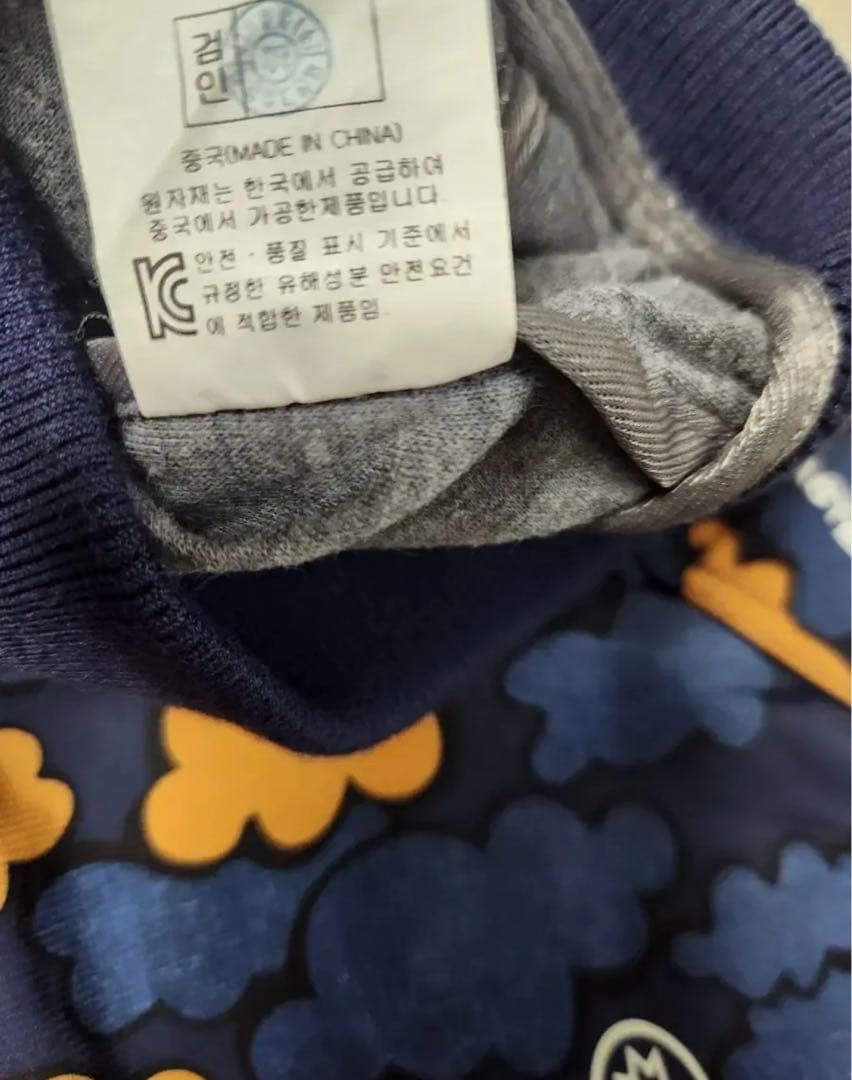 검
인
중국(MADE IN CHINA)
원자재는 한국에서 공급하여
중국에서 가공한제품입니다.
안전 · 품질 표시 기준에서
규정한 유해성분 안전요건
에 적합한 제품임.